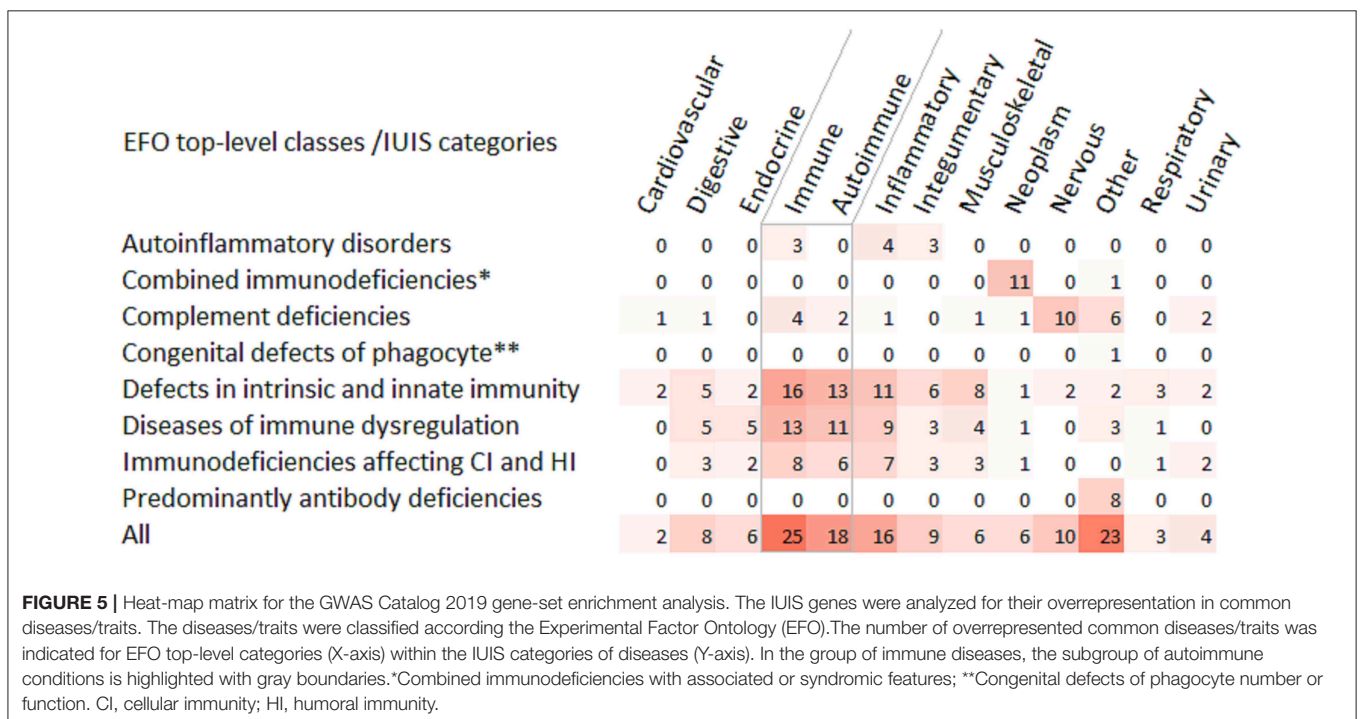 Cardiovascular Digestive Endocrine Immune Autoimmune Inflammatory Integumentary Musculoskeletal Neoplasm Nervous Other Respiratory Urinary
EFO top-level classes /IUIS categories
Autoinflammatory disorders 0 0 0 3 0 4 3 0 0 0 0 0 0
Combined immunodeficiencies* 0 0 0 0 0 0 0 0 11 0 1 0 0
Complement deficiencies 1 1 0 4 2 1 0 1 1 10 6 0 2
Congenital defects of phagocyte** 0 0 0 0 0 0 0 0 0 0 1 0 0
Defects in intrinsic and innate immunity 2 5 2 16 13 11 6 8 1 2 2 3 2
Diseases of immune dysregulation 0 5 5 13 11 9 3 4 1 0 3 1 0
Immunodeficiencies affecting CI and HI 0 3 2 8 6 7 3 3 1 0 0 1 2
Predominantly antibody deficiencies 0 0 0 0 0 0 0 0 0 0 8 0 0
All 2 8 6 25 18 16 9 6 6 10 23 3 4
FIGURE 5 | Heat-map matrix for the GWAS Catalog 2019 gene-set enrichment analysis. The IUIS genes were analyzed for their overrepresentation in common
diseases/traits. The diseases/traits were classified according the Experimental Factor Ontology (EFO).The number of overrepresented common diseases/traits was
indicated for EFO top-level categories (X-axis) within the IUIS categories of diseases (Y-axis). In the group of immune diseases, the subgroup of autoimmune
conditions is highlighted with gray boundaries.*Combined immunodeficiencies with associated or syndromic features; **Congenital defects of phagocyte number or
function. CI, cellular immunity; HI, humoral immunity.